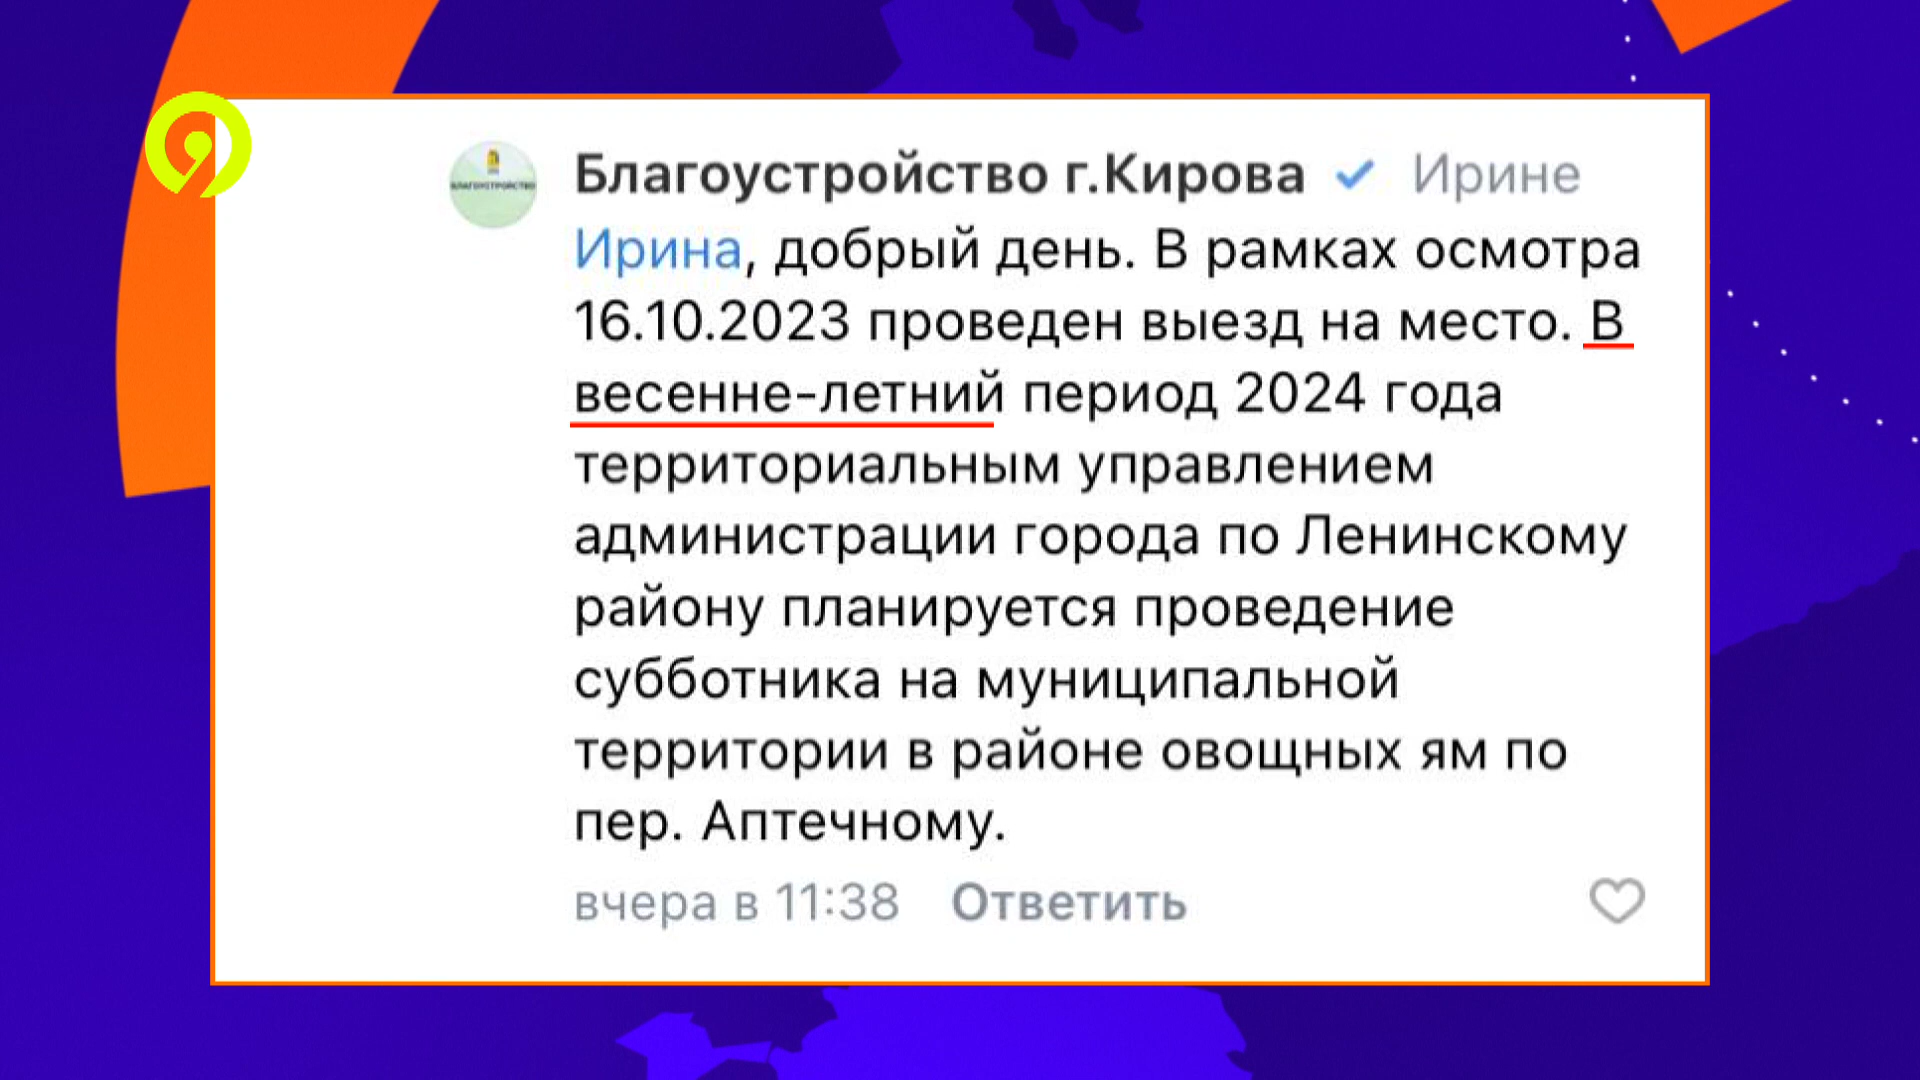 БЛАГОУСТРОЙСТВО
Благоустройство г.Кирова Ирине
Ирина, добрый день. В рамках осмотра
16.10.2023 проведен выезд на место. В
весенне-летний период 2024 года
территориальным управлением
администрации города по Ленинскому
району планируется проведение
субботника на муниципальной
территории в районе овощных ям по
пер. Аптечному.
вчера в 11:38 Ответить